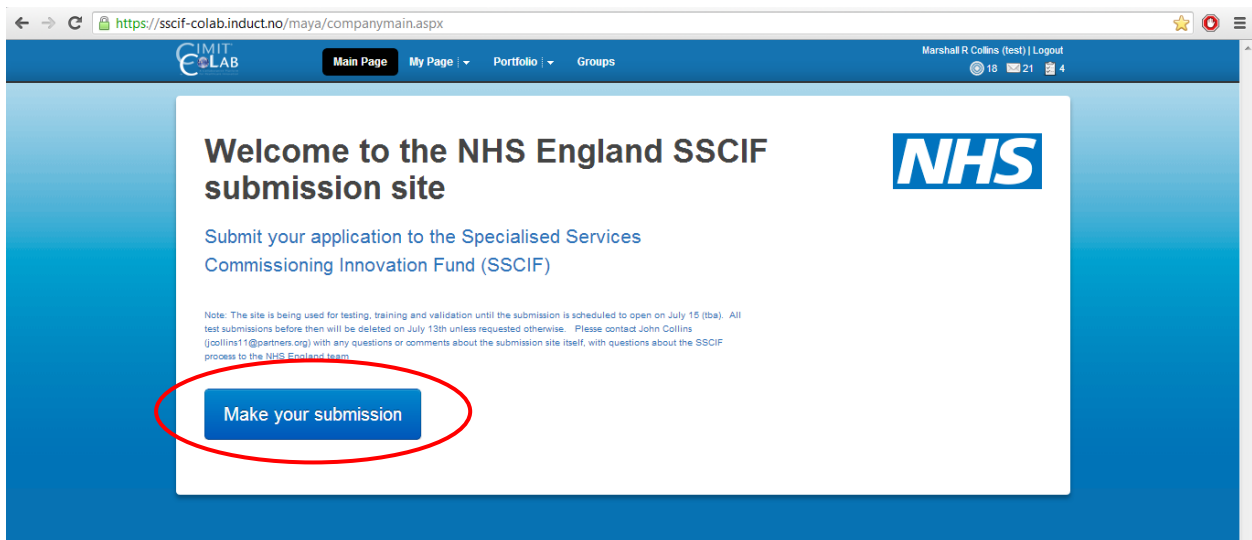 https://sscif-colab.induct.no/maya/companymain.aspx
CIMIT
CoLAB
Main Page My Page Portfolio Groups
Marshall R Collins (test) | Logout
18 21 4
Welcome to the NHS England SSCIF
submission site
NHS
Submit your application to the Specialised Services
Commissioning Innovation Fund (SSCIF)
Note: The site is being used for testing, training and validation until the submission is scheduled to open on July 15 (tba). All
test submissions before then will be deleted on July 13th unless requested otherwise. Please contact John Collins
(jcollins11@partners.org) with any questions or comments about the submission site itself, with questions about the SSCIF
process to the NHS England team
Make your submission